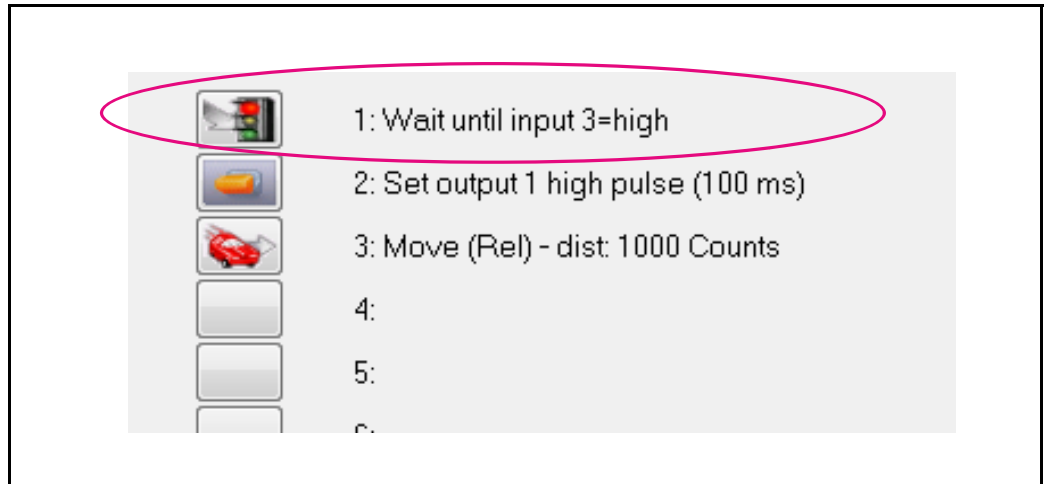 1: Wait until input 3=high
2: Set output 1 high pulse (100 ms)
3: Move (Rel) - dist: 1000 Counts
4:
5: